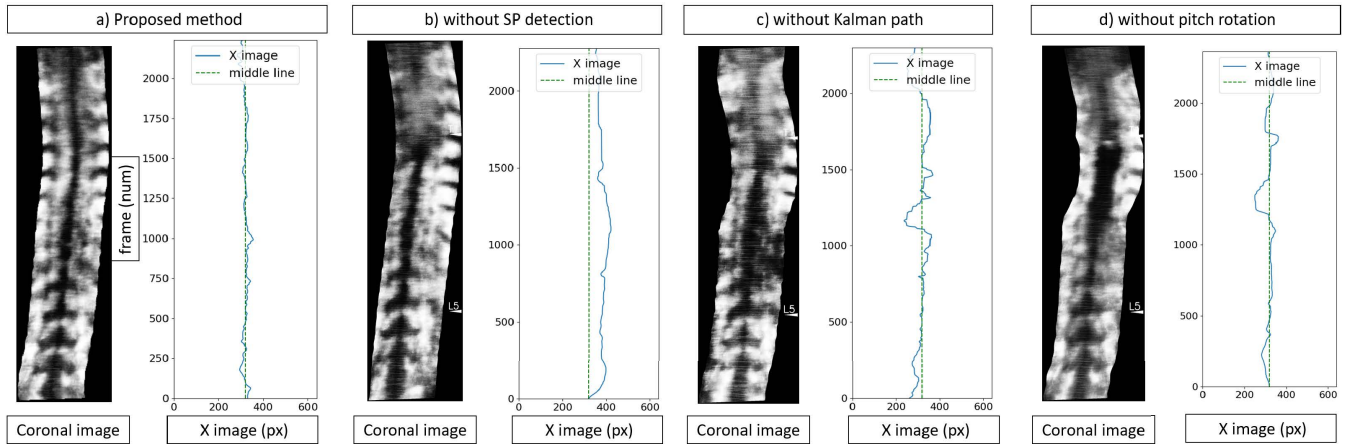 a) Proposed method
b) without SP detection
c) without Kalman path
d) without pitch rotation
frame (num)
X image
middle line
2000
1750
1500
1250
1000
750
500
250
0
0 200 400 600
Coronal image
X image (px)
L5
X image
middle line
2000
1500
1000
500
0
0 200 400 600
Coronal image
X image (px)
L5
X image
middle line
2000
1500
1000
500
0
0 200 400 600
Coronal image
X image (px)
L5
X image
middle line
2000
1500
1000
500
0
0 200 400 600
Coronal image
X image (px)